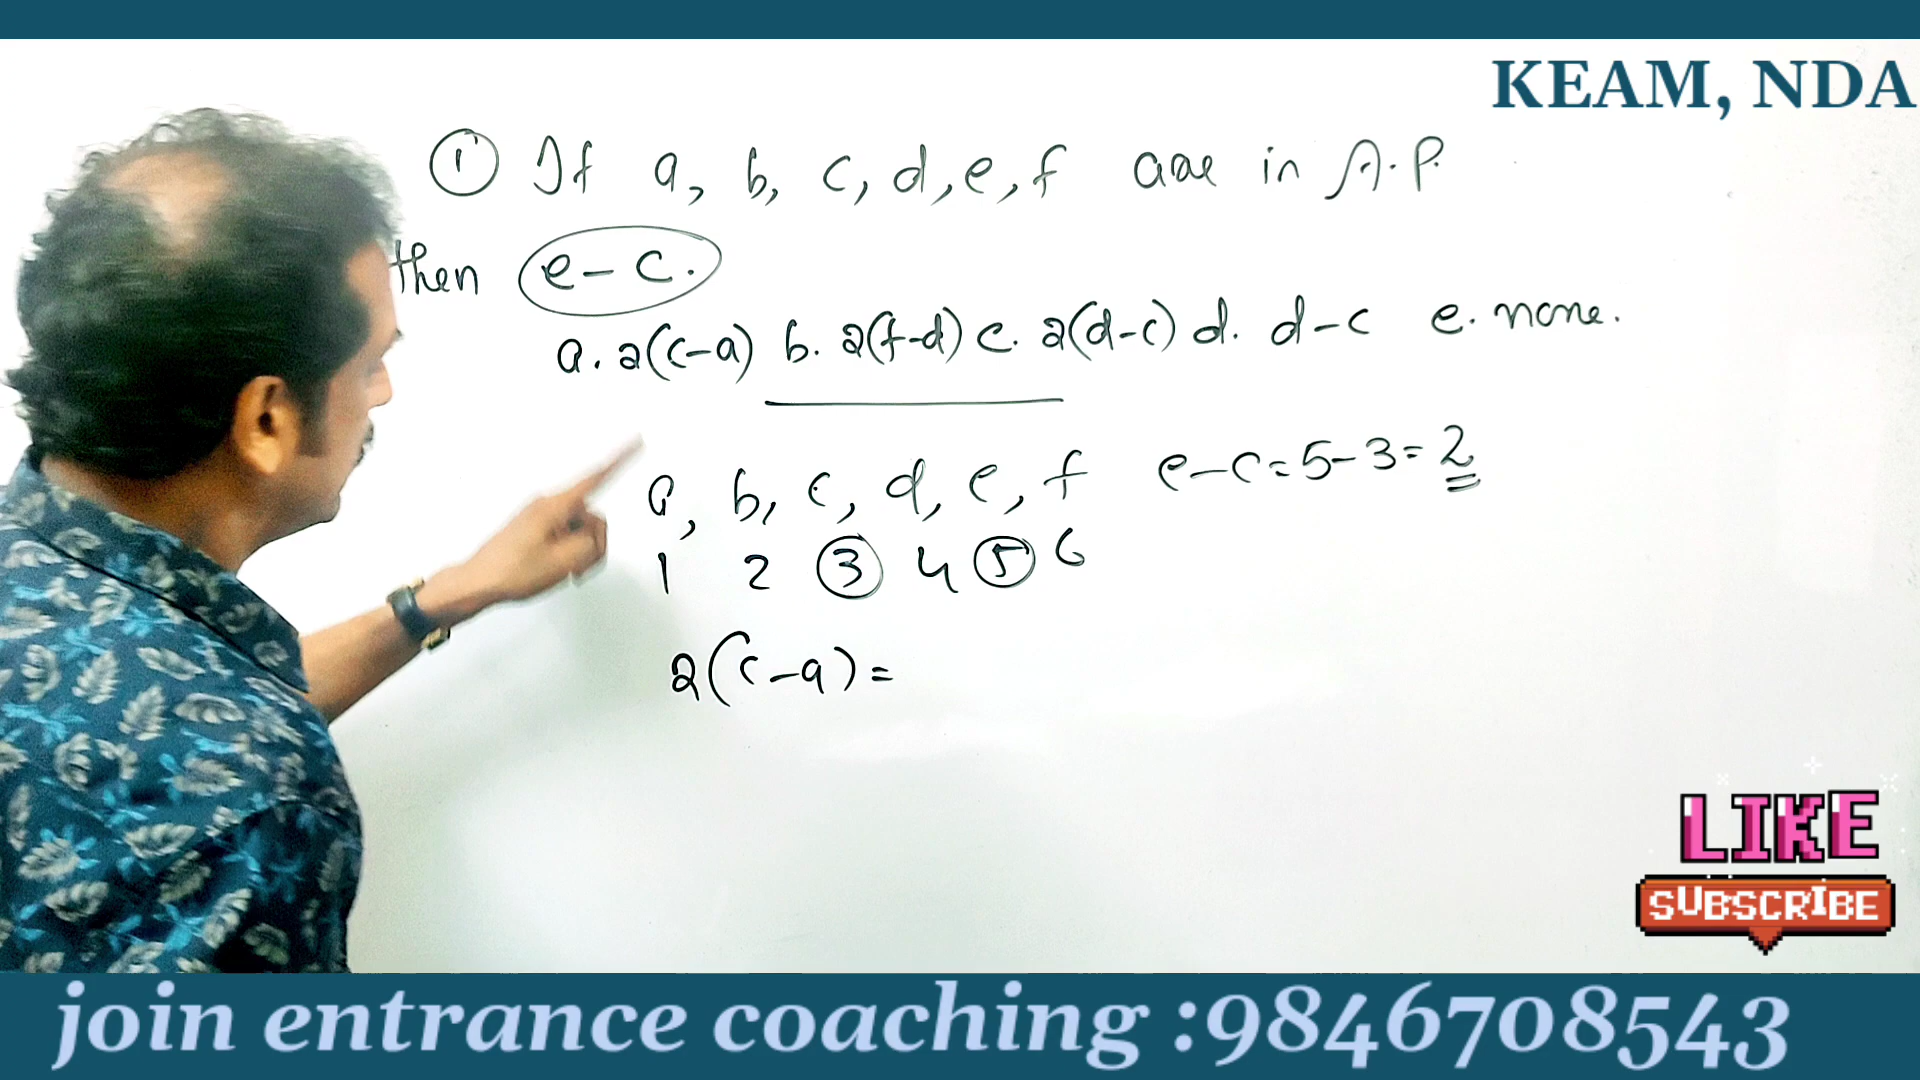 KEAM, NDA
① If a, b, c, d, e, f are in A.P.
then e - c.
a. 2(c-a) b. 2(f-d) c. 2(d-c) d. d-c e. none.
a, b, c, d, e, f e-c = 5-3 = 2
1 2 3 4 5 6
2(c-a) =
LIKE
SUBSCRIBE
join entrance coaching :9846708543